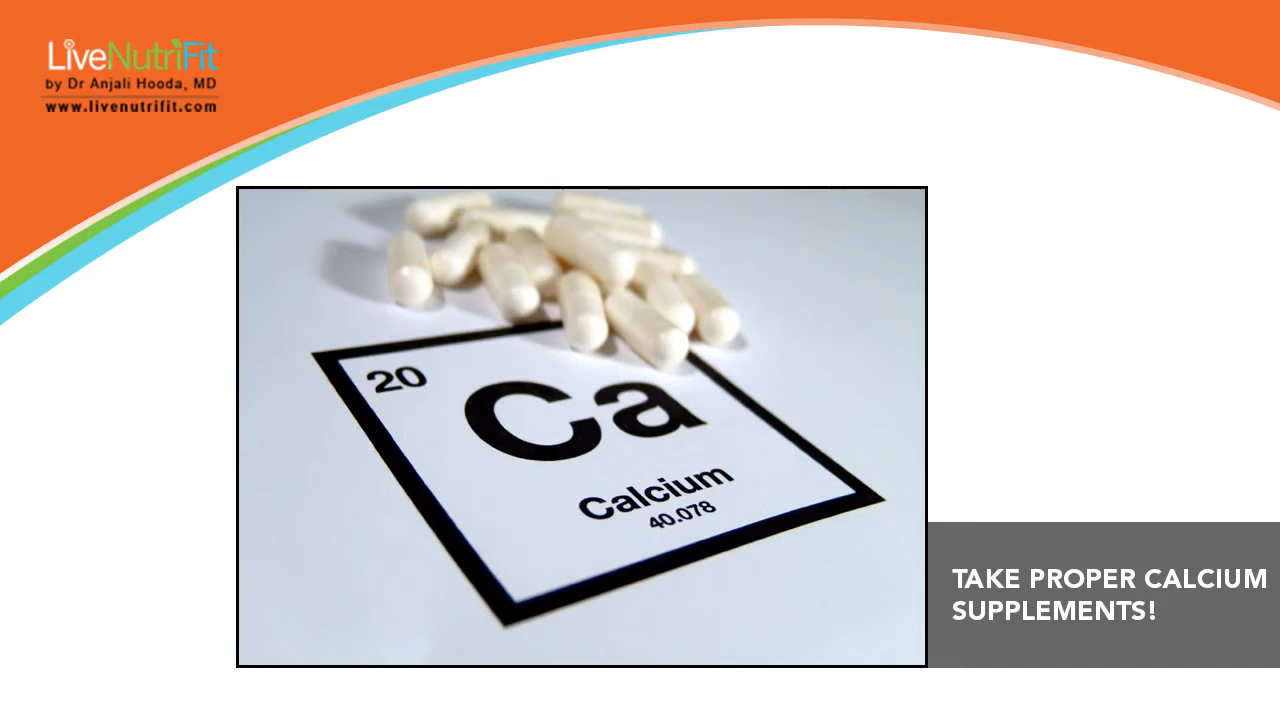 LiveNutriFit
by Dr Anjali Hooda, MD
www.livenutrifit.com
20
Ca
Calcium
40.078
TAKE PROPER CALCIUM
SUPPLEMENTS!